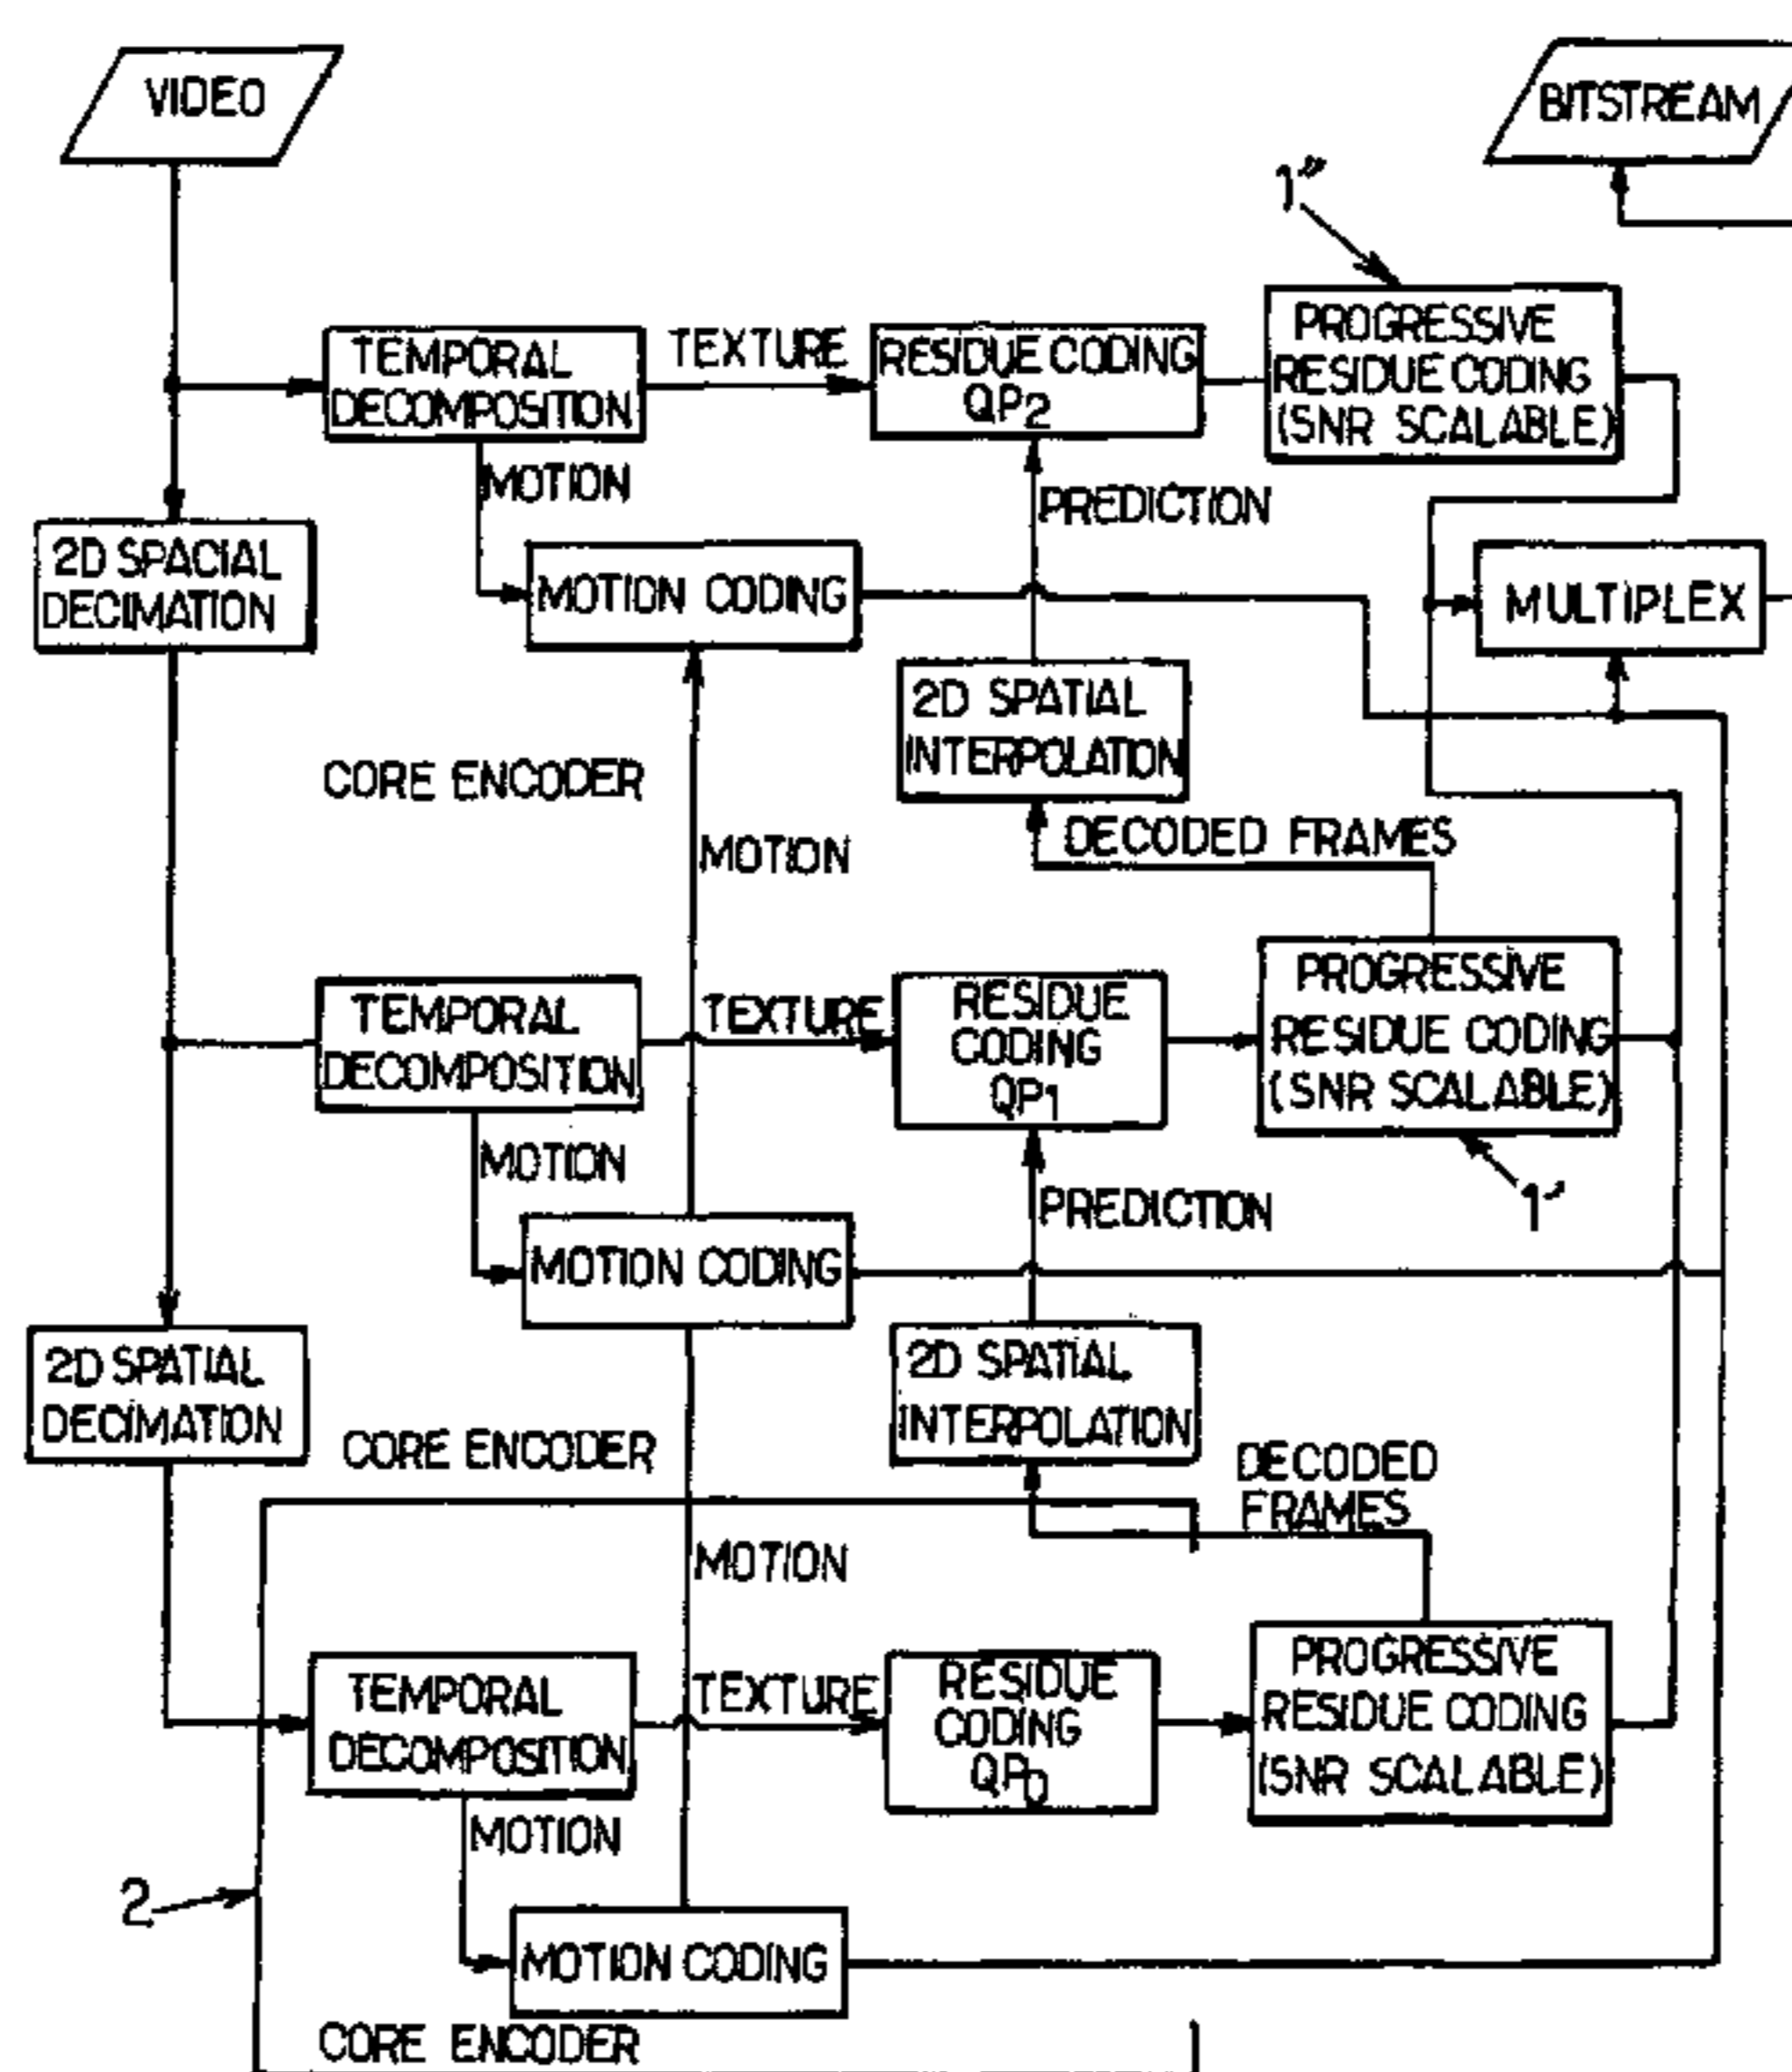 VIDEO
BITSTREAM
1"
TEMPORAL
DECOMPOSITION
TEXTURE
RESIDUE CODING
QP2
PROGRESSIVE
RESIDUE CODING
(SNR SCALABLE)
MOTION
PREDICTION
2D SPACIAL
DECIMATION
MOTION CODING
MULTIPLEX
2D SPATIAL
INTERPOLATION
CORE ENCODER
MOTION
DECODED FRAMES
TEMPORAL
DECOMPOSITION
TEXTURE
RESIDUE
CODING
QP1
PROGRESSIVE
RESIDUE CODING
(SNR SCALABLE)
MOTION
PREDICTION
1'
MOTION CODING
2D SPATIAL
DECIMATION
2D SPATIAL
INTERPOLATION
CORE ENCODER
DECODED
FRAMES
MOTION
TEMPORAL
DECOMPOSITION
TEXTURE
RESIDUE
CODING
QP0
PROGRESSIVE
RESIDUE CODING
(SNR SCALABLE)
MOTION
2
MOTION CODING
CORE ENCODER